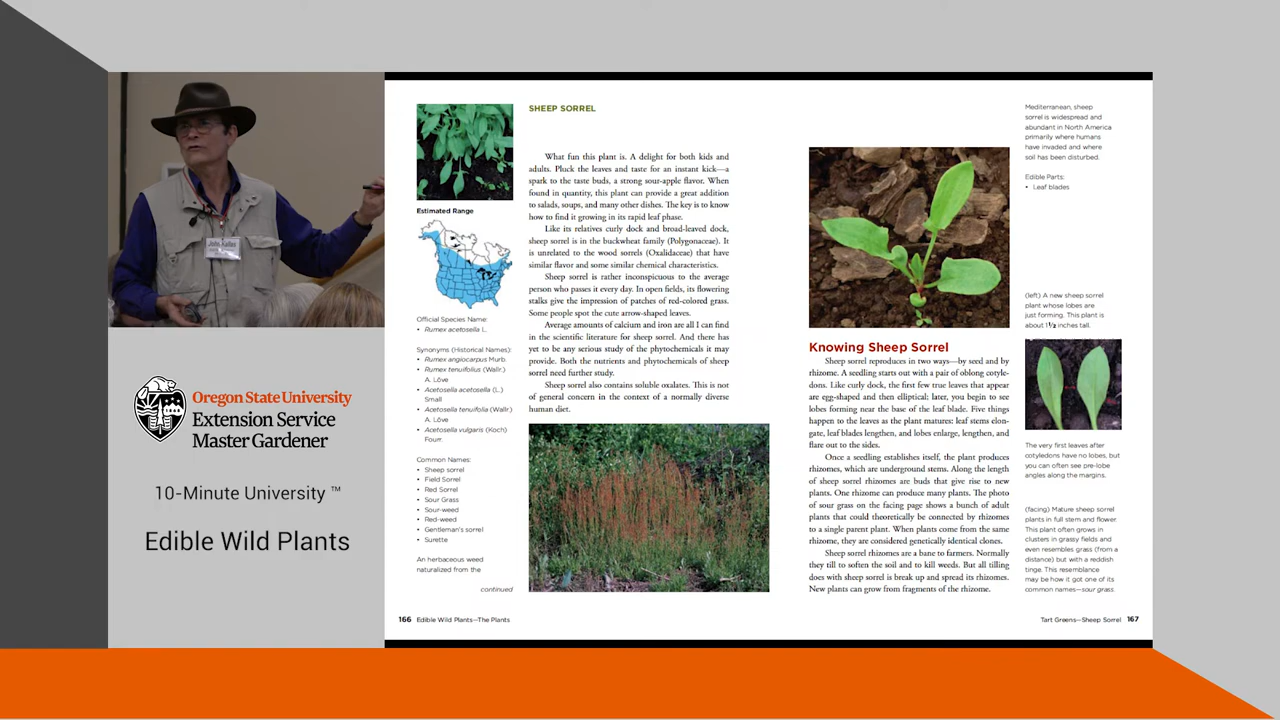 John Kallas
Oregon State University
Extension Service
Master Gardener
10-Minute University ™
Edible Wild Plants
SHEEP SORREL
Estimated Range
Official Species Name:
• Rumex acetosella L.
Synonyms (Historical Names):
• Rumex angiocarpus Murb.
• Rumex tenuifolius (Wallr.)
A. Löve
• Acetosella acetosella (L.)
Small
• Acetosella tenuifolia (Wallr.)
A. Löve
• Acetosella vulgaris (Koch)
Fourr.
Common Names:
• Sheep sorrel
• Field Sorrel
• Red Sorrel
• Sour Grass
• Sour-weed
• Red-weed
• Gentleman's sorrel
• Surette
An herbaceous weed
naturalized from the
continued
What fun this plant is. A delight for both kids and
adults. Pluck the leaves and taste for an instant kick—a
spark to the taste buds, a strong sour-apple flavor. When
found in quantity, this plant can provide a great addition
to salads, soups, and many other dishes. The key is to know
how to find it growing in its rapid leaf phase.
Like its relatives curly dock and broad-leaved dock,
sheep sorrel is in the buckwheat family (Polygonaceae). It
is unrelated to the wood sorrels (Oxalidaceae) that have
similar flavor and some similar chemical characteristics.
Sheep sorrel is rather inconspicuous to the average
person who passes it every day. In open fields, its flowering
stalks give the impression of patches of red-colored grass.
Some people spot the cute arrow-shaped leaves.
Average amounts of calcium and iron are all I can find
in the scientific literature for sheep sorrel. And there has
yet to be any serious study of the phytochemicals it may
provide. Both the nutrients and phytochemicals of sheep
sorrel need further study.
Sheep sorrel also contains soluble oxalates. This is not
of general concern in the context of a normally diverse
human diet.
166 Edible Wild Plants—The Plants
Knowing Sheep Sorrel
Sheep sorrel reproduces in two ways—by seed and by
rhizome. A seedling starts out with a pair of oblong cotyle-
dons. Like curly dock, the first few true leaves that appear
are egg-shaped and then elliptical; later, you begin to see
lobes forming near the base of the leaf blade. Five things
happen to the leaves as the plant matures: leaf stems elon-
gate, leaf blades lengthen, and lobes enlarge, lengthen, and
flare out to the sides.
Once a seedling establishes itself, the plant produces
rhizomes, which are underground stems. Along the length
of sheep sorrel rhizomes are buds that give rise to new
plants. One rhizome can produce many plants. The photo
of sour grass on the facing page shows a bunch of adult
plants that could theoretically be connected by rhizomes
to a single parent plant. When plants come from the same
rhizome, they are considered genetically identical clones.
Sheep sorrel rhizomes are a bane to farmers. Normally
they till to soften the soil and to kill weeds. But all tilling
does with sheep sorrel is break up and spread its rhizomes.
New plants can grow from fragments of the rhizome.
Mediterranean, sheep
sorrel is widespread and
abundant in North America
primarily where humans
have invaded and where
soil has been disturbed.
Edible Parts:
• Leaf blades
(left) A new sheep sorrel
plant whose lobes are
just forming. This plant is
about 1½ inches tall.
The very first leaves after
cotyledons have no lobes, but
you can often see pre-lobe
angles along the margins.
(facing) Mature sheep sorrel
plants in full stem and flower.
This plant often grows in
clusters in grassy fields and
even resembles grass (from a
distance) but with a reddish
tinge. This resemblance
may be how it got one of its
common names—sour grass.
Tart Greens—Sheep Sorrel 167